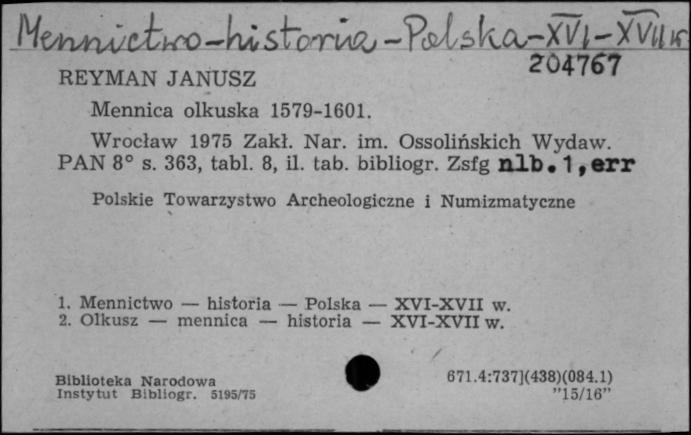 Mennictwo-historia-Polska-XVI-XVII w.
204767
REYMAN JANUSZ
Mennica olkuska 1579-1601.
Wrocław 1975 Zakł. Nar. im. Ossolińskich Wydaw.
PAN 8° s. 363, tabl. 8, il. tab. bibliogr. Zsfg nlb.1,err
Polskie Towarzystwo Archeologiczne i Numizmatyczne
1. Mennictwo — historia — Polska — XVI-XVII w.
2. Olkusz — mennica — historia — XVI-XVII w.
Biblioteka Narodowa 671.4:737](438)(084.1)
Instytut Bibliogr. 5195/75 "15/16"